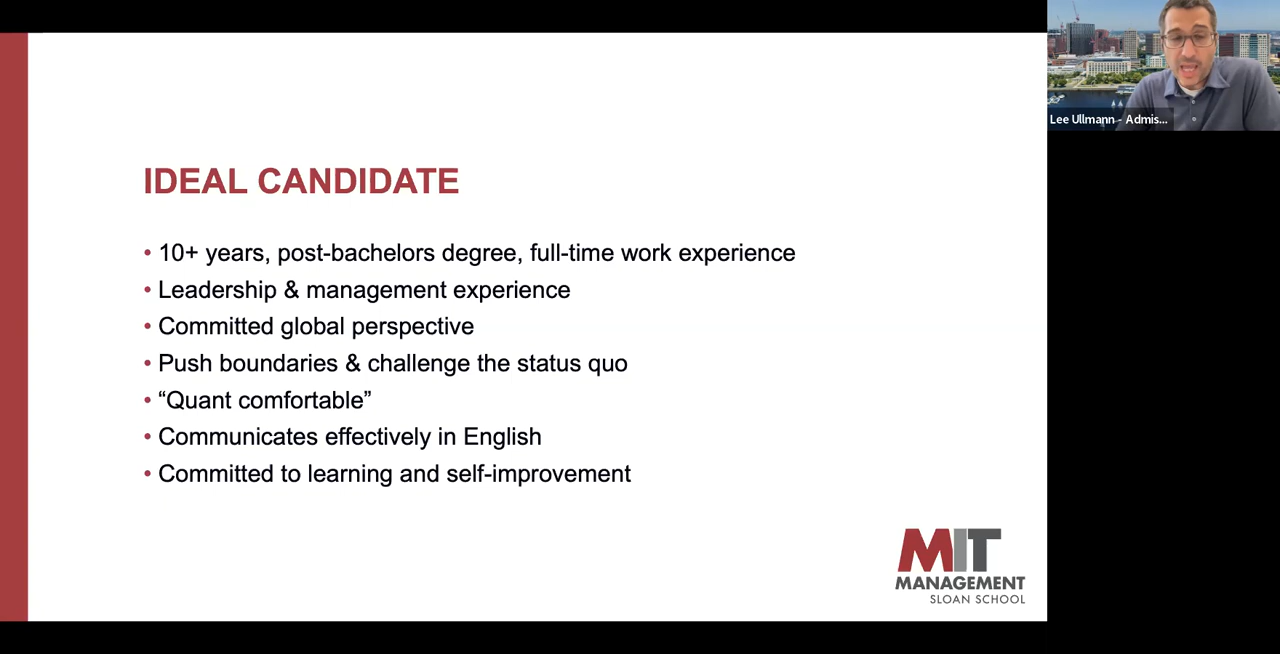 IDEAL CANDIDATE
• 10+ years, post-bachelors degree, full-time work experience
• Leadership & management experience
• Committed global perspective
• Push boundaries & challenge the status quo
• “Quant comfortable”
• Communicates effectively in English
• Committed to learning and self-improvement
MIT
MANAGEMENT
SLOAN SCHOOL
Lee Ullmann - Admis...